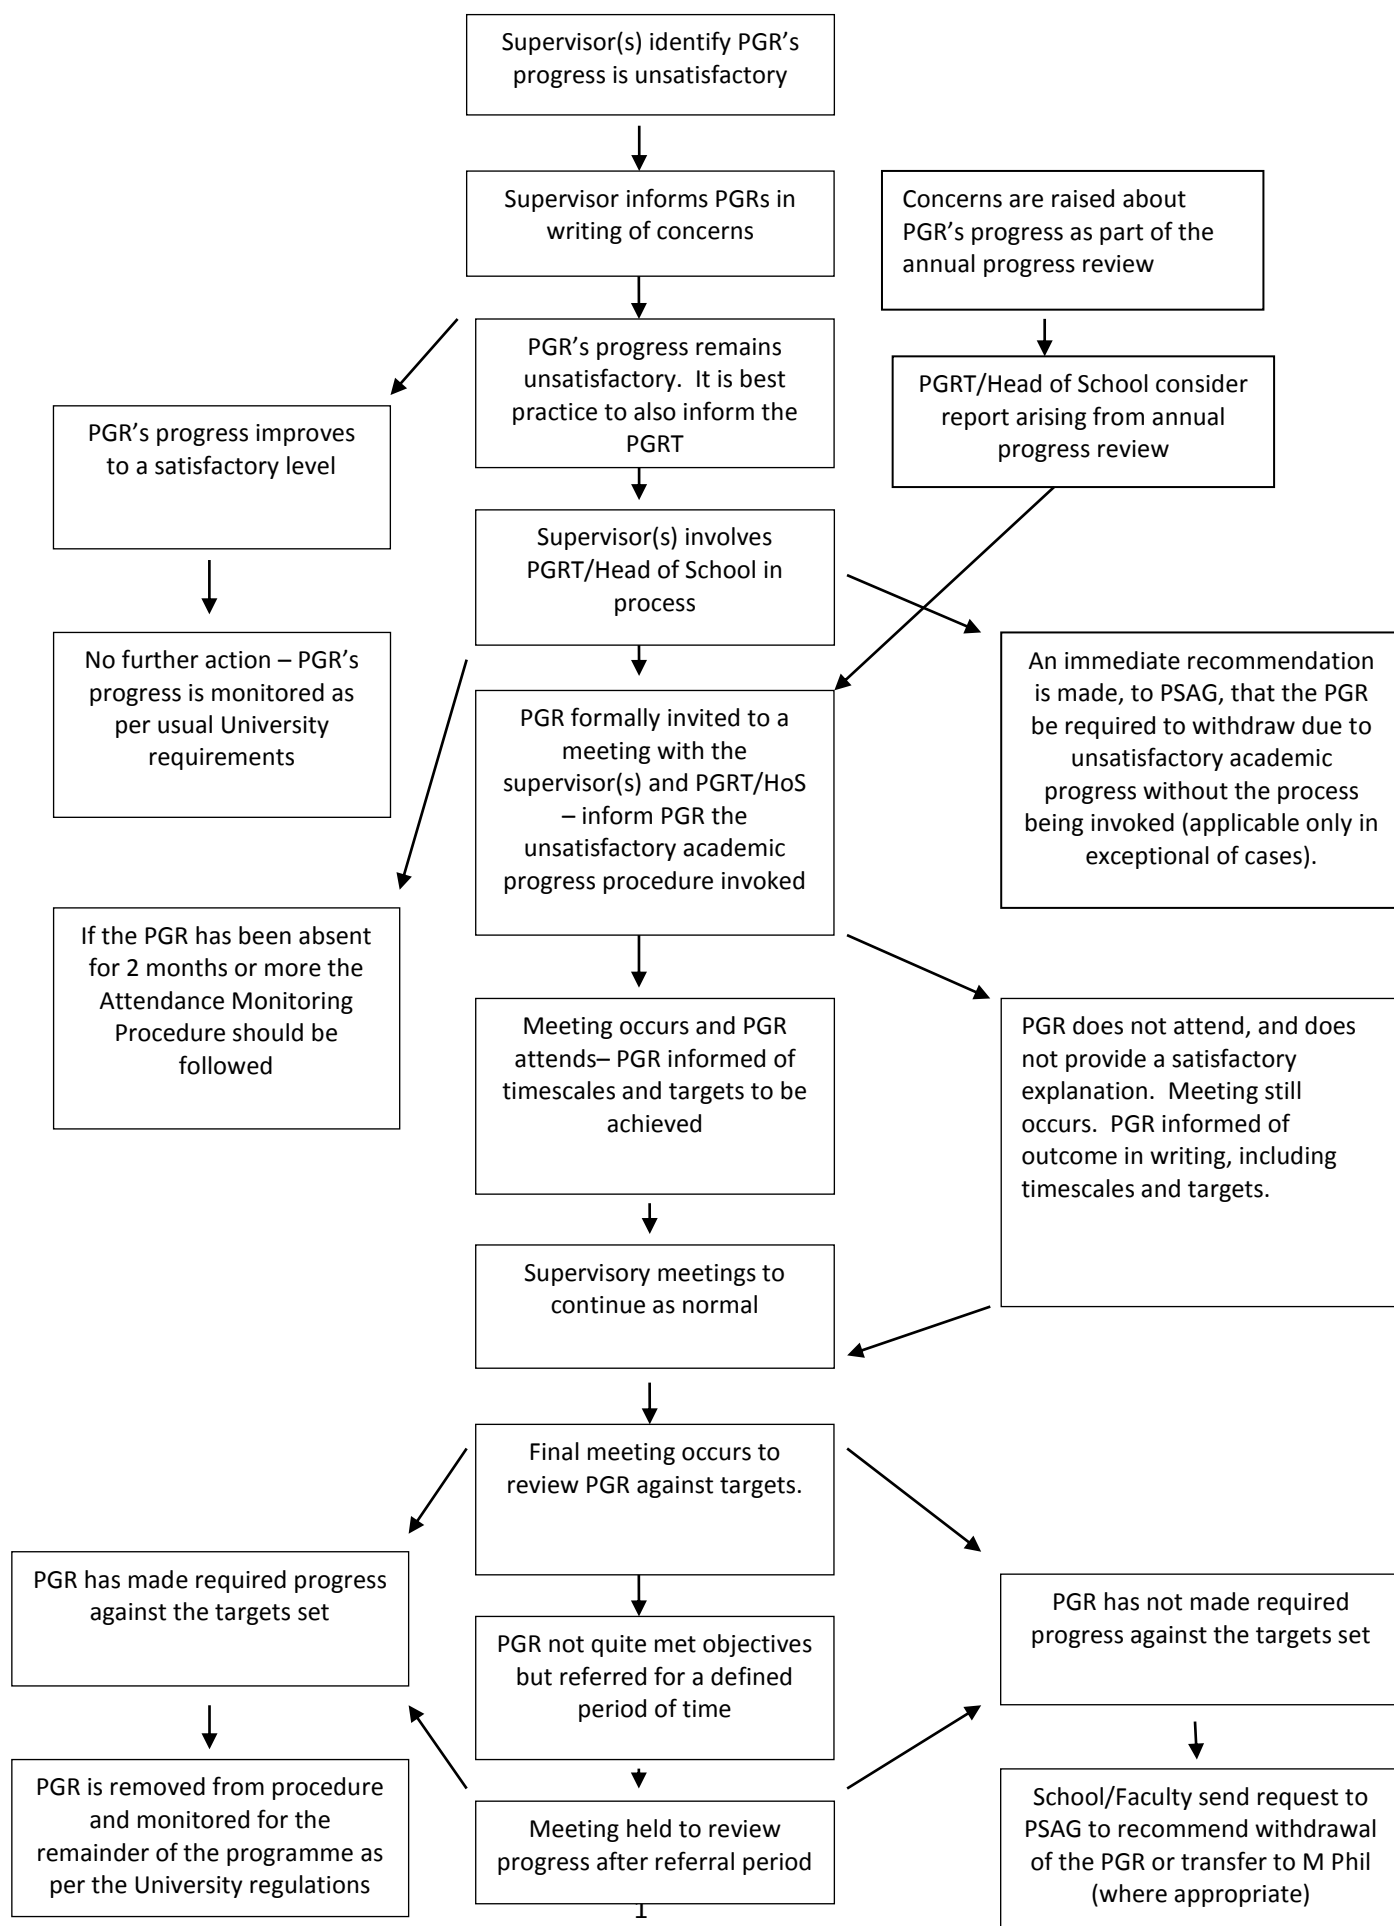 Supervisor(s) identify PGR’s
progress is unsatisfactory
Supervisor informs PGRs in
writing of concerns
Concerns are raised about
PGR’s progress as part of the
annual progress review
PGR’s progress remains
unsatisfactory.  It is best
practice to also inform the
PGRT
PGRT/Head of School consider
report arising from annual
progress review
PGR’s progress improves
to a satisfactory level
Supervisor(s) involves
PGRT/Head of School in
process
No further action – PGR’s
progress is monitored as
per usual University
requirements
An immediate recommendation
is made, to PSAG, that the PGR
be required to withdraw due to
unsatisfactory academic
progress without the process
being invoked (applicable only in
exceptional of cases).
PGR formally invited to a
meeting with the
supervisor(s) and PGRT/HoS
– inform PGR the
unsatisfactory academic
progress procedure invoked
If the PGR has been absent
for 2 months or more the
Attendance Monitoring
Procedure should be
followed
Meeting occurs and PGR
attends– PGR informed of
timescales and targets to be
achieved
PGR does not attend, and does
not provide a satisfactory
explanation.  Meeting still
occurs.  PGR informed of
outcome in writing, including
timescales and targets.
Supervisory meetings to
continue as normal
Final meeting occurs to
review PGR against targets.
PGR has made required progress
against the targets set
PGR not quite met objectives
but referred for a defined
period of time
PGR has not made required
progress against the targets set
PGR is removed from procedure
and monitored for the
remainder of the programme as
per the University regulations
Meeting held to review
progress after referral period
School/Faculty send request to
PSAG to recommend withdrawal
of the PGR or transfer to M Phil
(where appropriate)